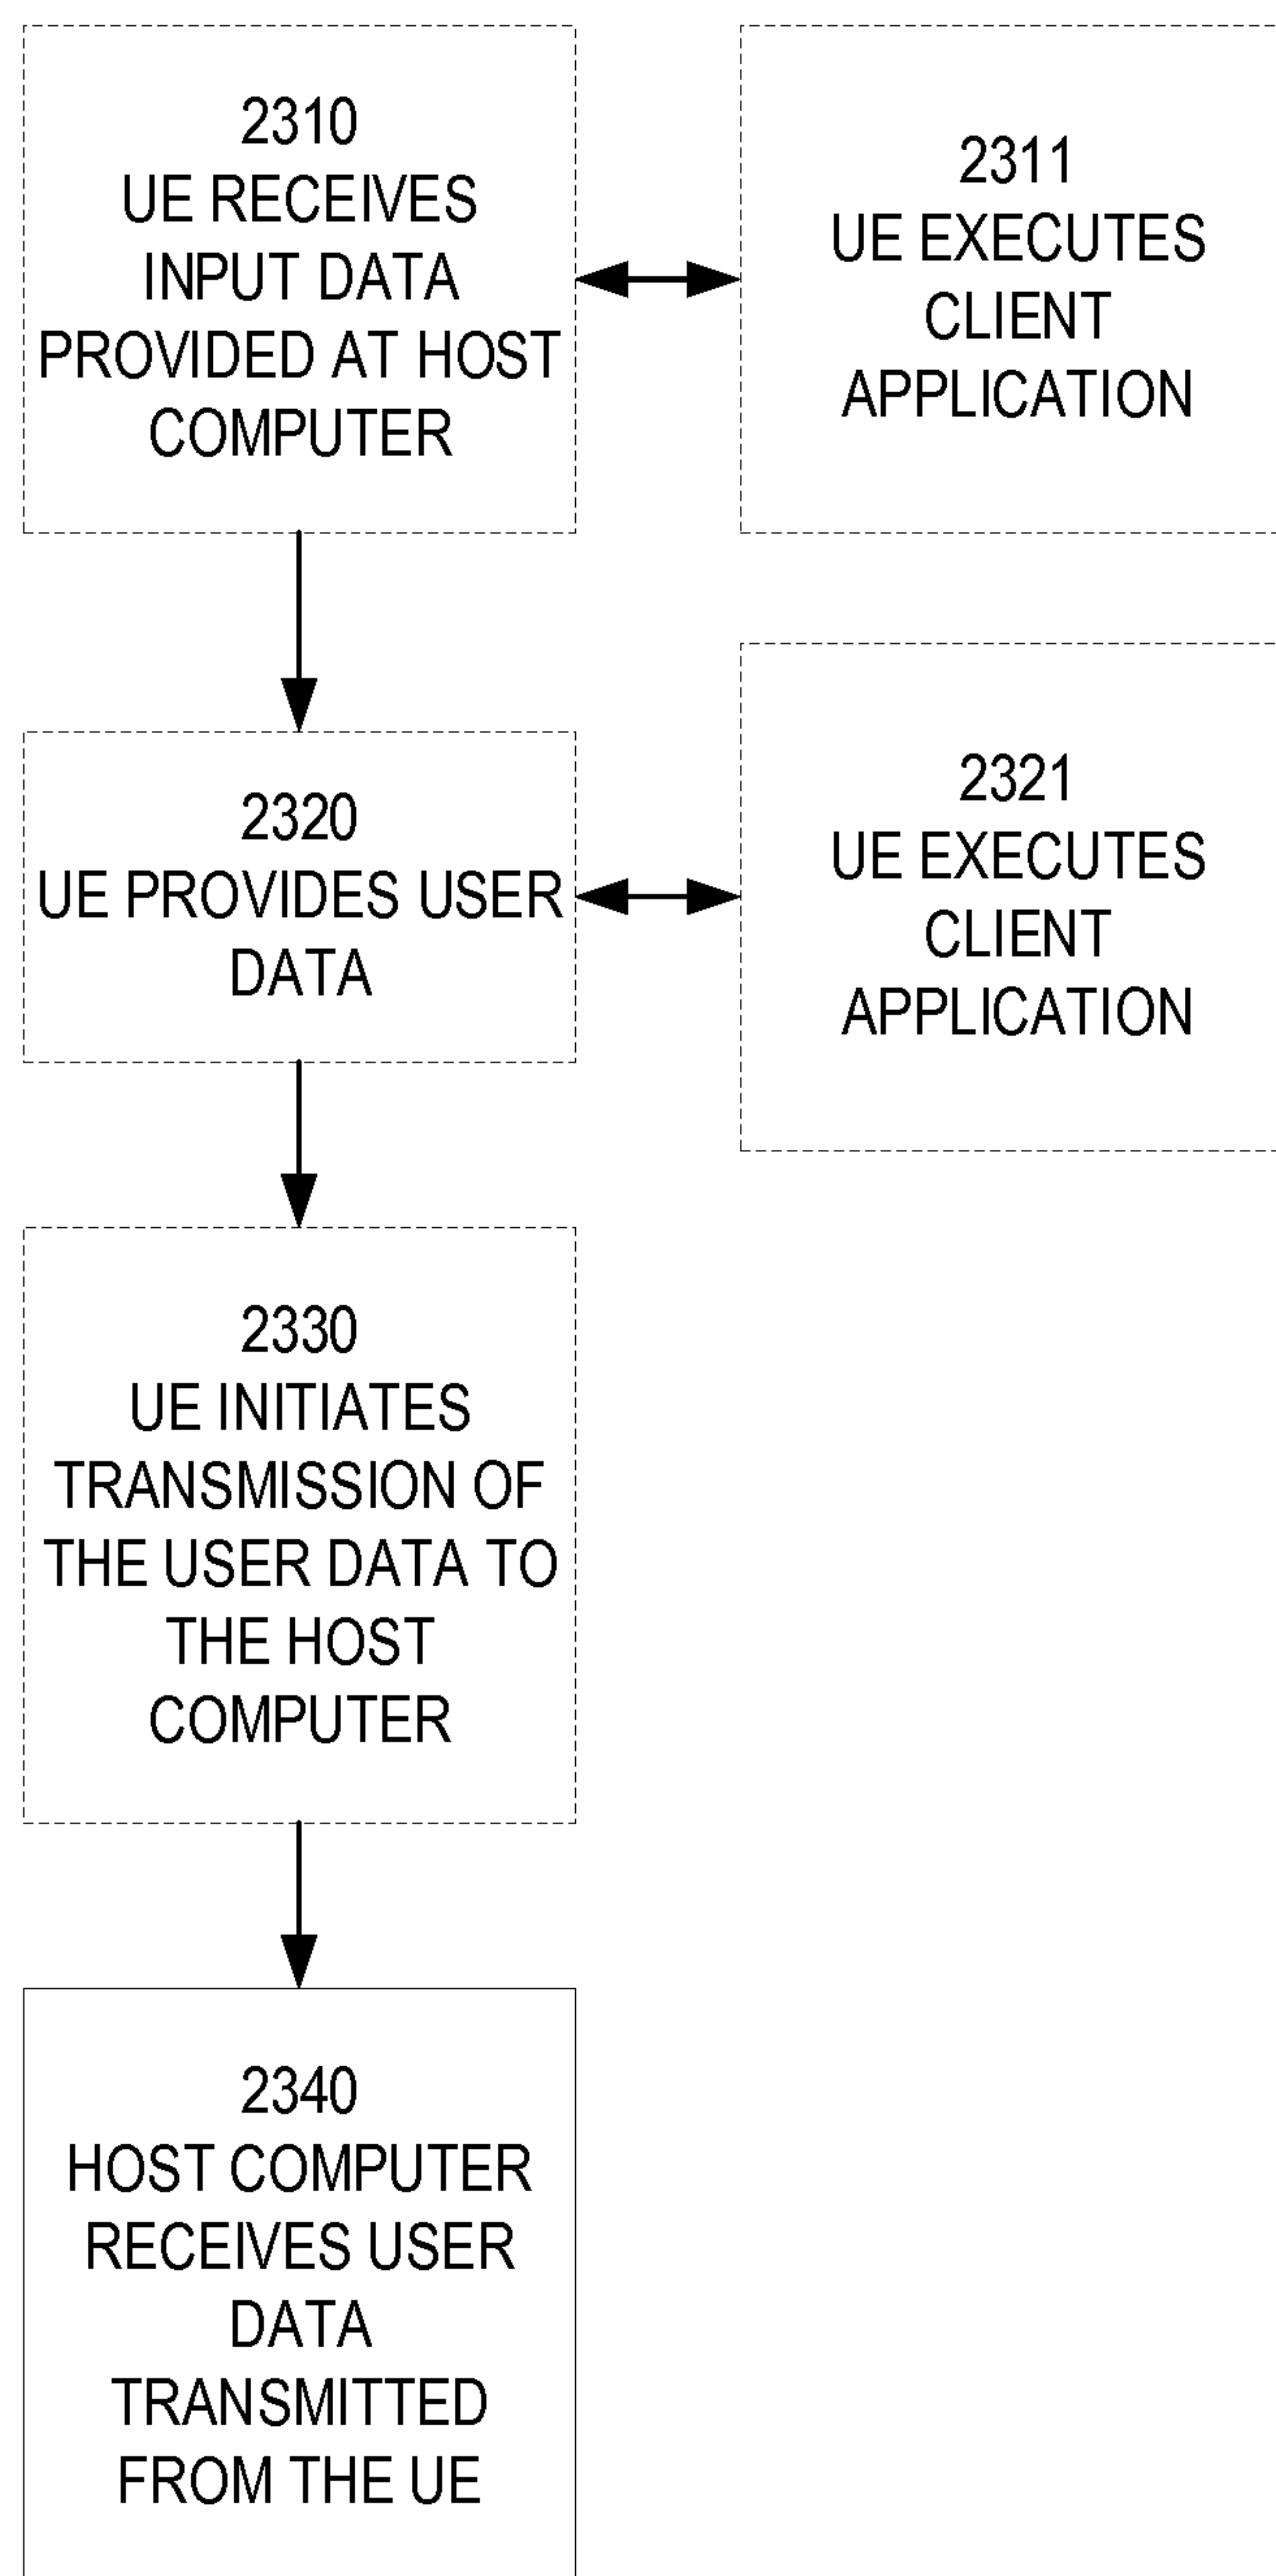 2310
UE RECEIVES
INPUT DATA
PROVIDED AT HOST
COMPUTER
2311
UE EXECUTES
CLIENT
APPLICATION
2320
UE PROVIDES USER
DATA
2321
UE EXECUTES
CLIENT
APPLICATION
2330
UE INITIATES
TRANSMISSION OF
THE USER DATA TO
THE HOST
COMPUTER
2340
HOST COMPUTER
RECEIVES USER
DATA
TRANSMITTED
FROM THE UE